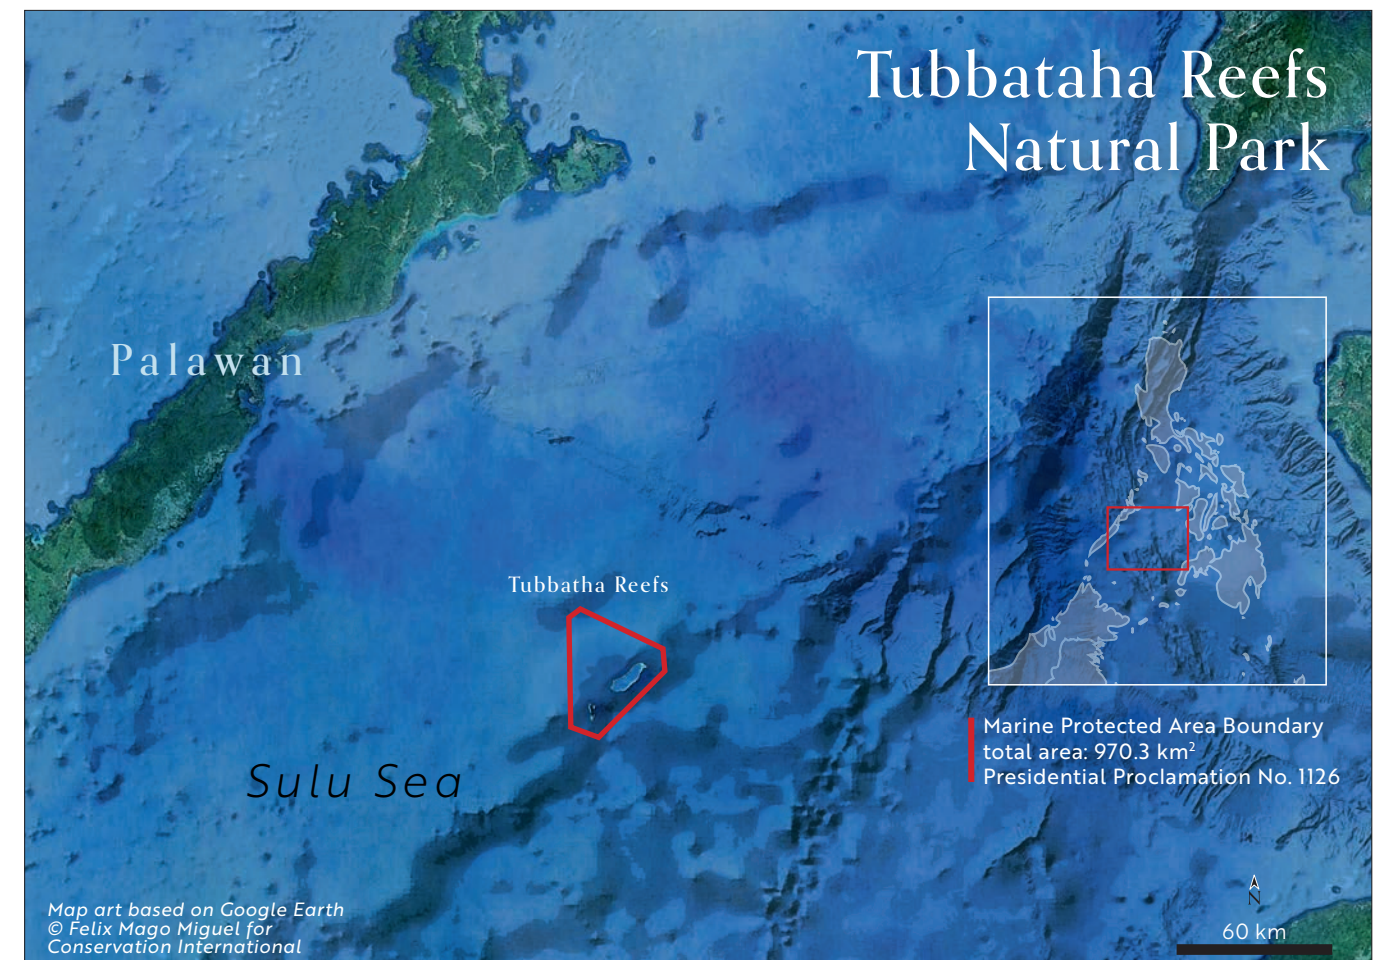 Tubbataha Reefs
Natural Park
Palawan
Tubbatha Reefs
Marine Protected Area Boundary
total area: 970.3 km²
Presidential Proclamation No. 1126
Sulu Sea
Map art based on Google Earth
© Felix Mago Miguel for
Conservation International
N
60 km